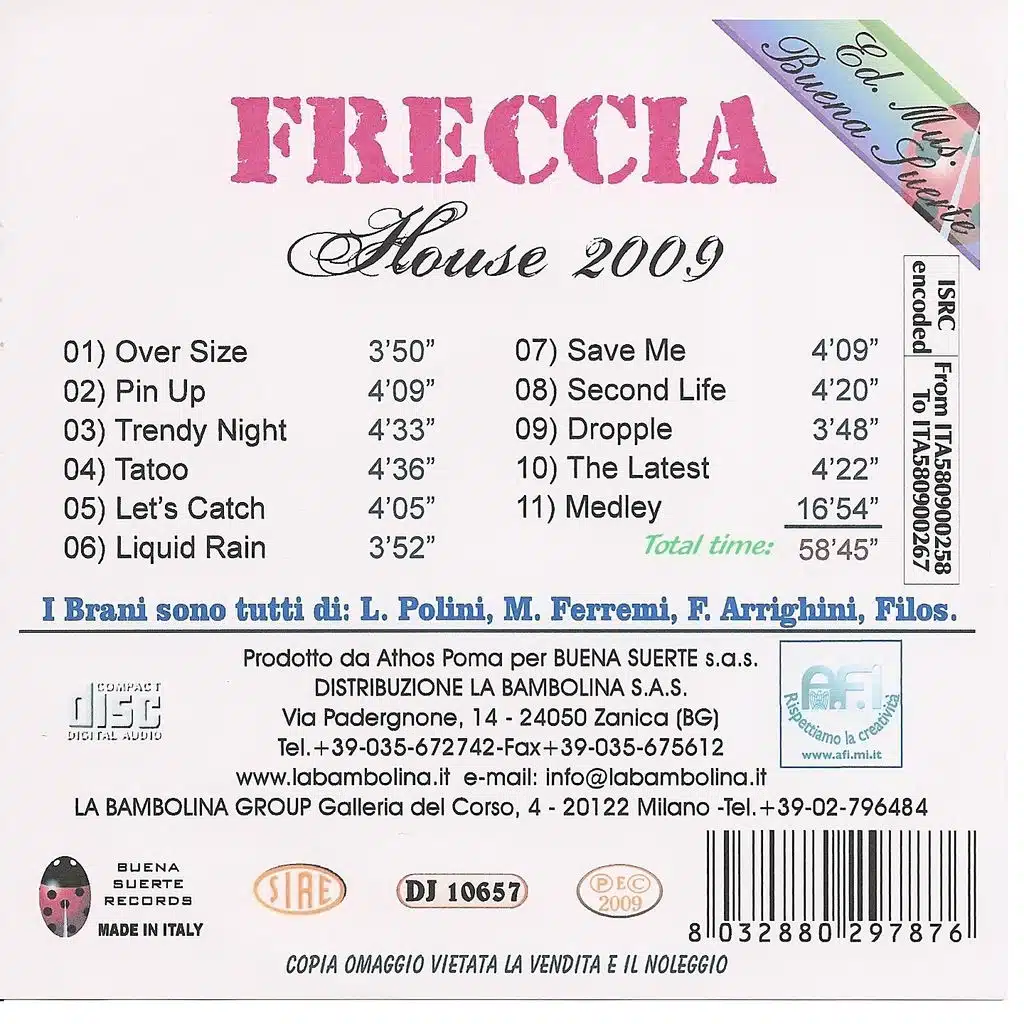 Ed. Mus.
Buena Suerte
FRECCIA
House 2009
ISRC
encoded
From ITA580900258
To ITA580900267
01) Over Size 3'50"
02) Pin Up 4'09"
03) Trendy Night 4'33"
04) Tatoo 4'36"
05) Let's Catch 4'05"
06) Liquid Rain 3'52"
07) Save Me 4'09"
08) Second Life 4'20"
09) Dropple 3'48"
10) The Latest 4'22"
11) Medley 16'54"
Total time: 58'45"
I Brani sono tutti di: L. Polini, M. Ferremi, F. Arrighini, Filos.
COMPACT
disc
DIGITAL AUDIO
Prodotto da Athos Poma per BUENA SUERTE s.a.s.
DISTRIBUZIONE LA BAMBOLINA S.A.S.
Via Padergnone, 14 - 24050 Zanica (BG)
Tel.+39-035-672742-Fax+39-035-675612
www.labambolina.it e-mail: info@labambolina.it
LA BAMBOLINA GROUP Galleria del Corso, 4 - 20122 Milano -Tel.+39-02-796484
A.F.I
Rispettiamo la creatività
www.afi.mi.it
BUENA
SUERTE
RECORDS
MADE IN ITALY
SIAE
DJ 10657
PEC
2009
8 032880 297876
COPIA OMAGGIO VIETATA LA VENDITA E IL NOLEGGIO